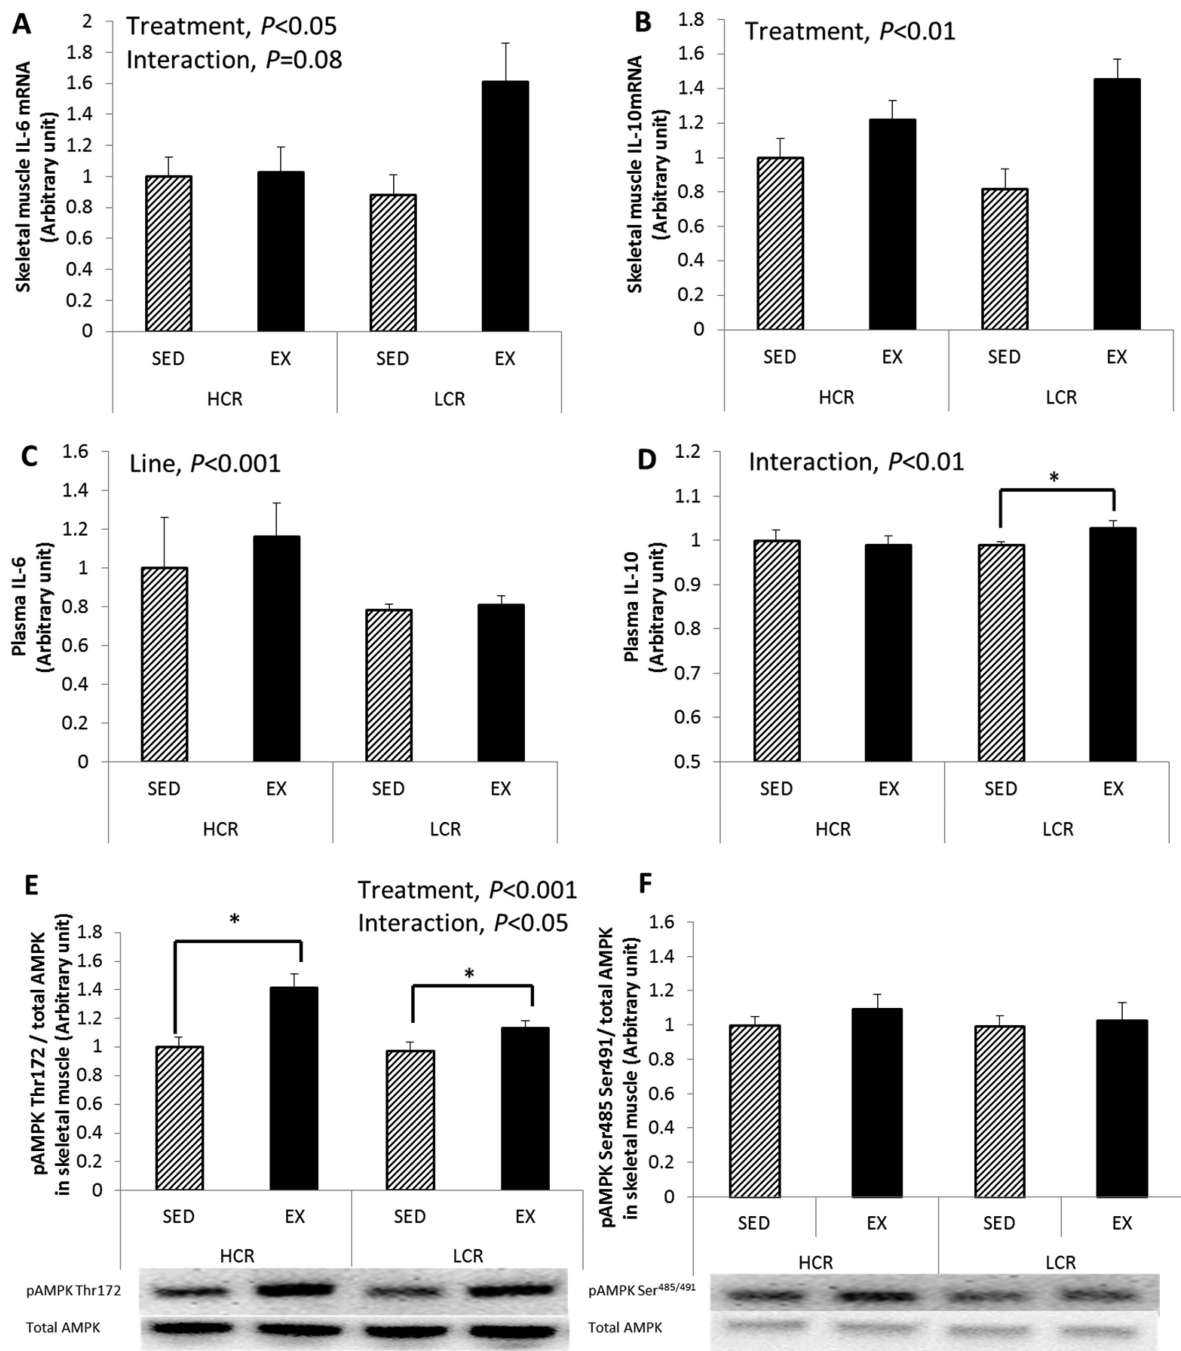 A
Treatment, P<0.05
Interaction, P=0.08
Skeletal muscle IL-6 mRNA
(Arbitrary unit)
2
1.8
1.6
1.4
1.2
1
0.8
0.6
0.4
0.2
0
SED
EX
SED
EX
HCR
LCR
B
Treatment, P<0.01
Skeletal muscle IL-10mRNA
(Arbitrary unit)
1.8
1.6
1.4
1.2
1
0.8
0.6
0.4
0.2
0
SED
EX
SED
EX
HCR
LCR
C
Line, P<0.001
Plasma IL-6
(Arbitrary unit)
1.6
1.4
1.2
1
0.8
0.6
0.4
0.2
0
SED
EX
SED
EX
HCR
LCR
D
Interaction, P<0.01
*
Plasma IL-10
(Arbitrary unit)
1.2
1.1
1
0.9
0.8
0.7
0.6
0.5
SED
EX
SED
EX
HCR
LCR
E
Treatment, P<0.001
Interaction, P<0.05
*
*
pAMPK Thr172 / total AMPK
in skeletal muscle (Arbitrary unit)
1.8
1.6
1.4
1.2
1
0.8
0.6
0.4
0.2
0
SED
EX
SED
EX
HCR
LCR
pAMPK Thr172
Total AMPK
F
pAMPK Ser485 Ser491/ total AMPK
in skeletal muscle (Arbitrary unit)
1.6
1.4
1.2
1
0.8
0.6
0.4
0.2
0
SED
EX
SED
EX
HCR
LCR
pAMPK Ser485/491
Total AMPK